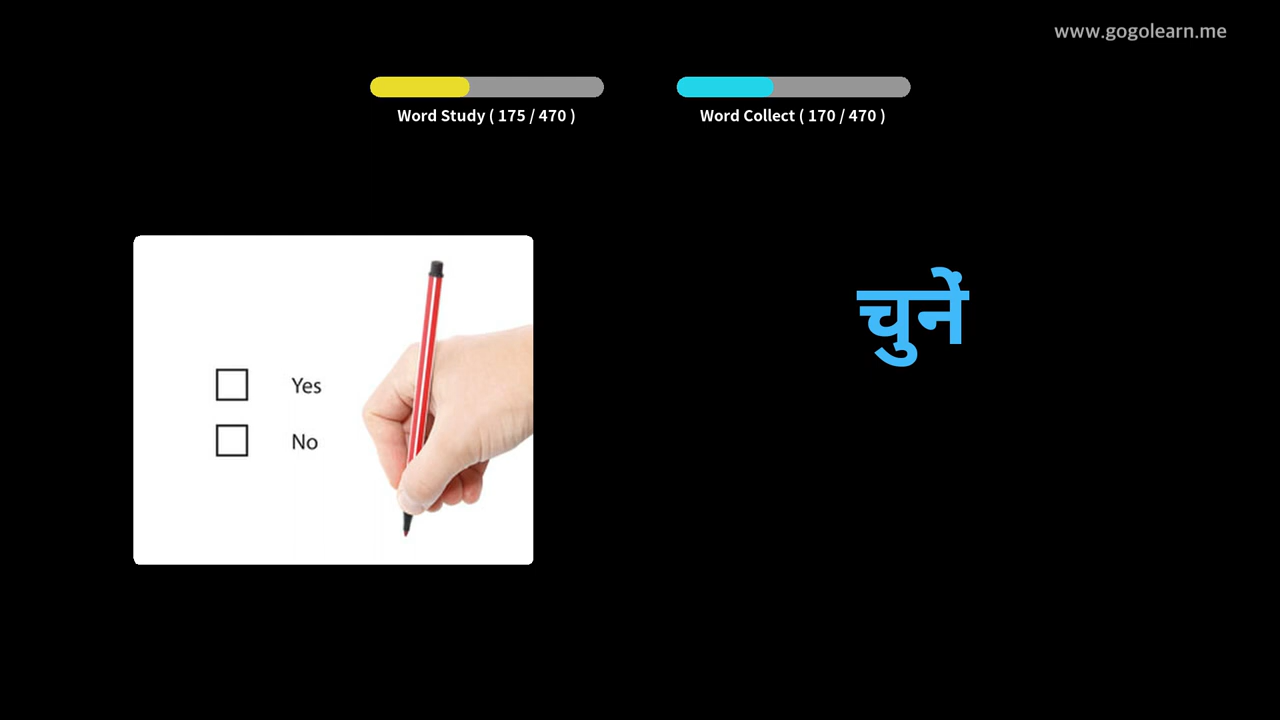 www.gogolearn.me
Word Study ( 175 / 470 )
Word Collect ( 170 / 470 )
चुनें
Yes
No